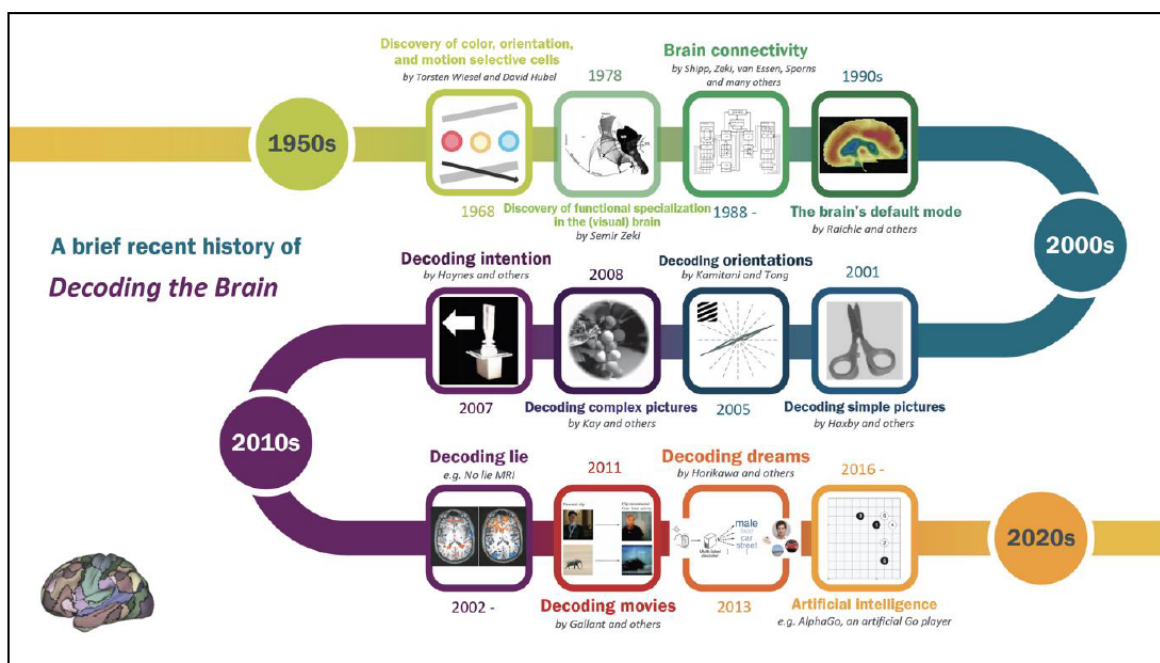 Discovery of color, orientation,
and motion selective cells
by Torsten Wiesel and David Hubel
1968
1950s
1978
Discovery of functional specialization
in the (visual) brain
by Semir Zeki
Brain connectivity
by Shipp, Zeki, van Essen, Sporns
and many others
1988 -
1990s
The brain's default mode
by Raichle and others
2000s
A brief recent history of
Decoding the Brain
2001
Decoding simple pictures
by Haxby and others
Decoding orientations
by Kamitani and Tong
2005
2008
Decoding complex pictures
by Kay and others
Decoding intention
by Haynes and others
2007
2010s
Decoding lie
e.g. No lie MRI
2002 -
2011
Decoding movies
by Gallant and others
Decoding dreams
by Horikawa and others
male
car
street
2013
2016 -
Artificial intelligence
e.g. AlphaGo, an artificial Go player
2020s